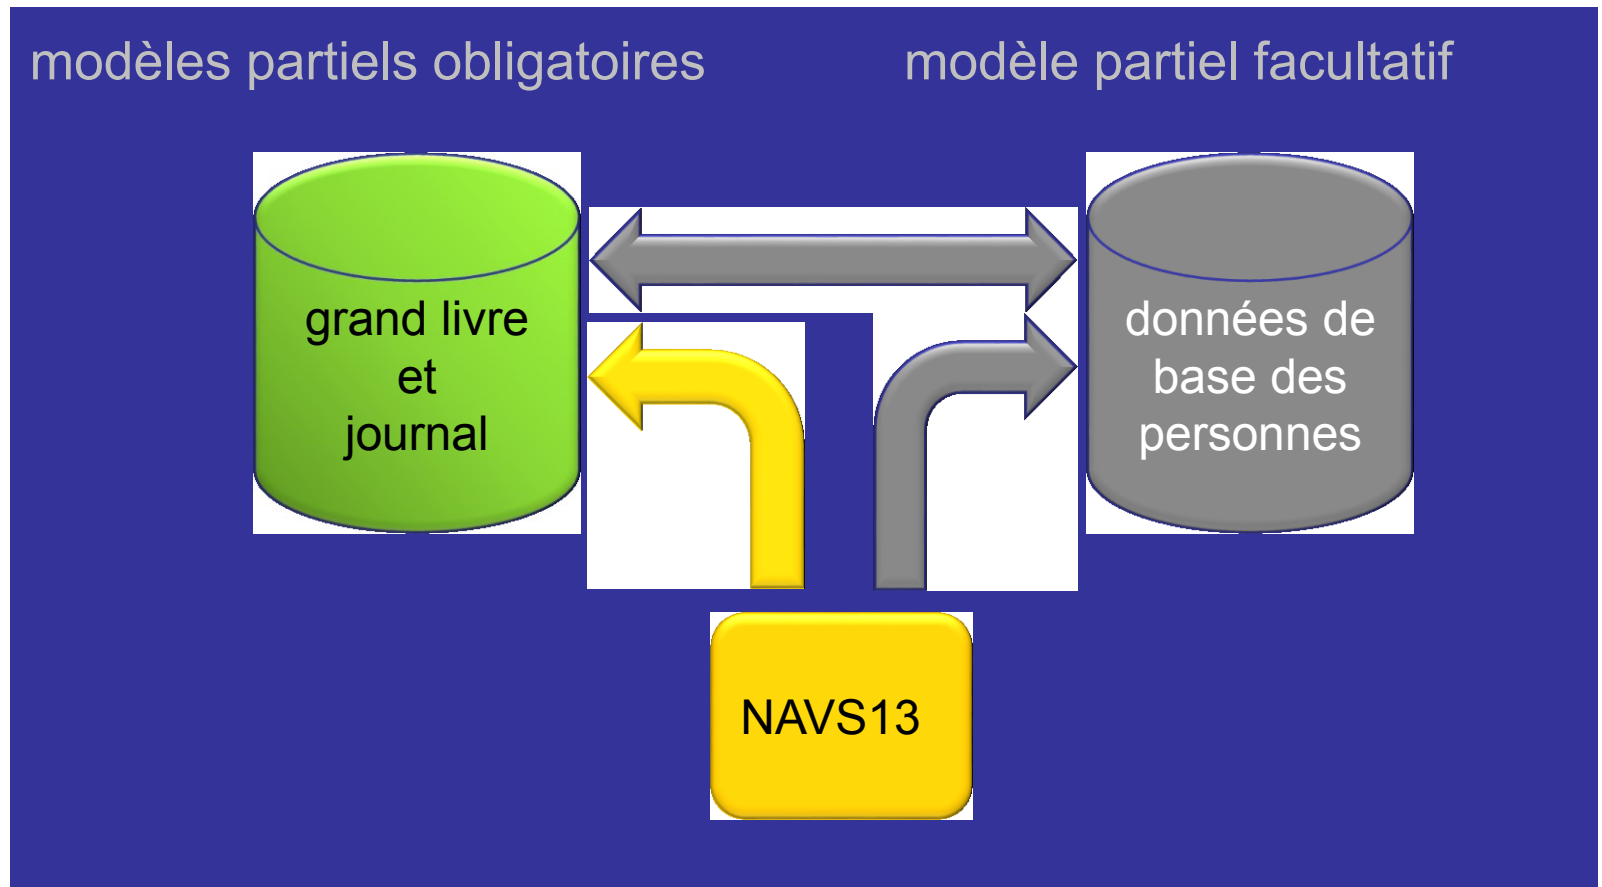 modèles partiels obligatoires
modèle partiel facultatif
grand livre
et
journal
données de
base des
personnes
NAVS13